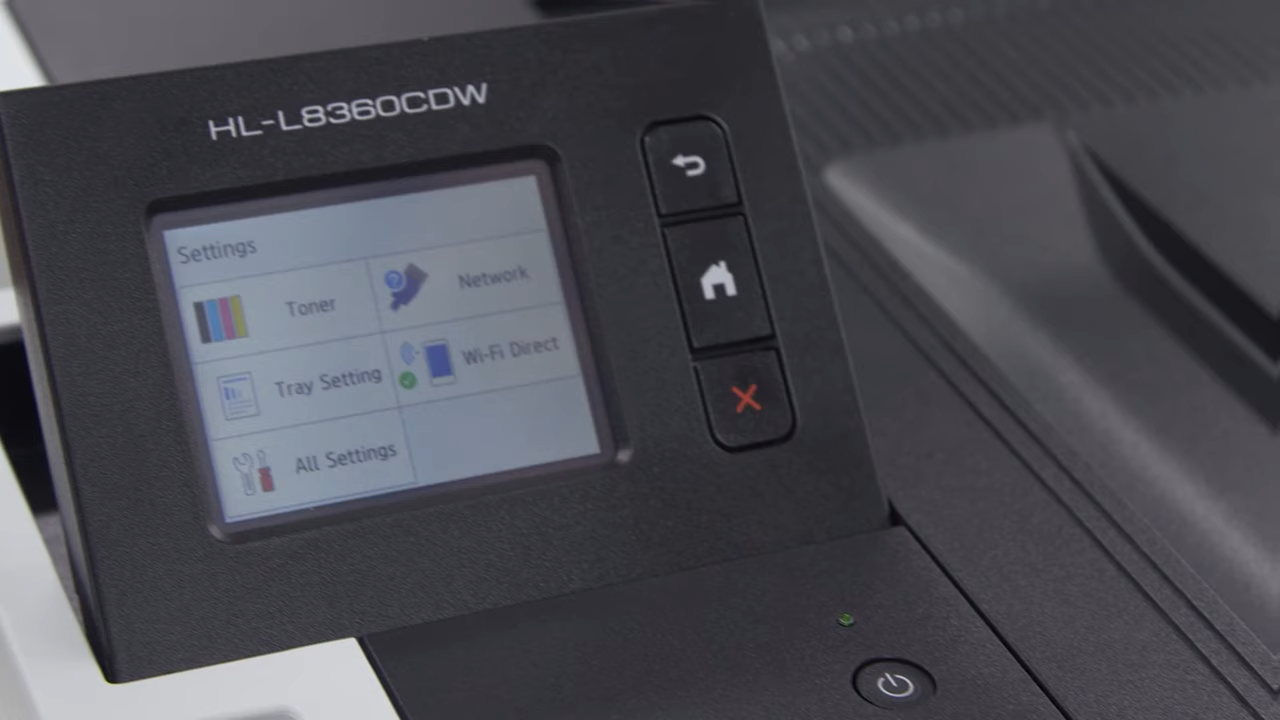 HL-L8360CDW
Settings
Toner
Network
Tray Setting
Wi-Fi Direct
All Settings